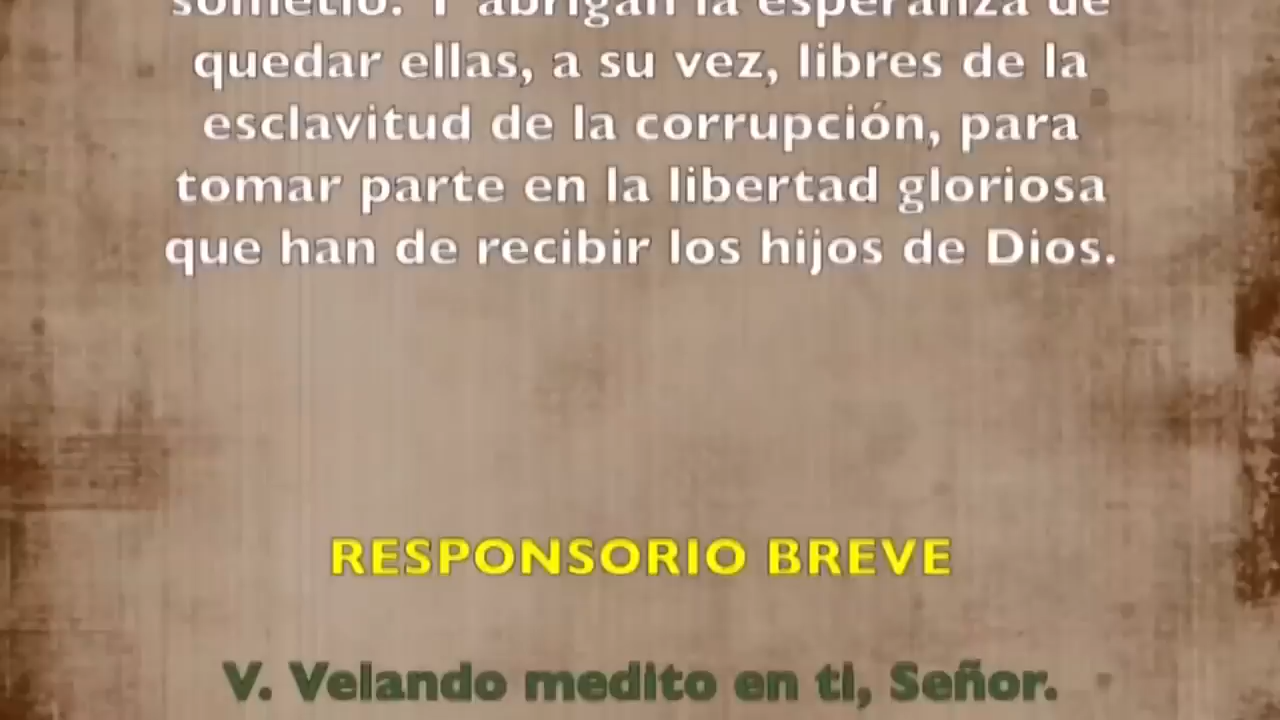 sometió. Y abrigan la esperanza de
quedar ellas, a su vez, libres de la
esclavitud de la corrupción, para
tomar parte en la libertad gloriosa
que han de recibir los hijos de Dios.
RESPONSORIO BREVE
V. Velando medito en ti, Señor.